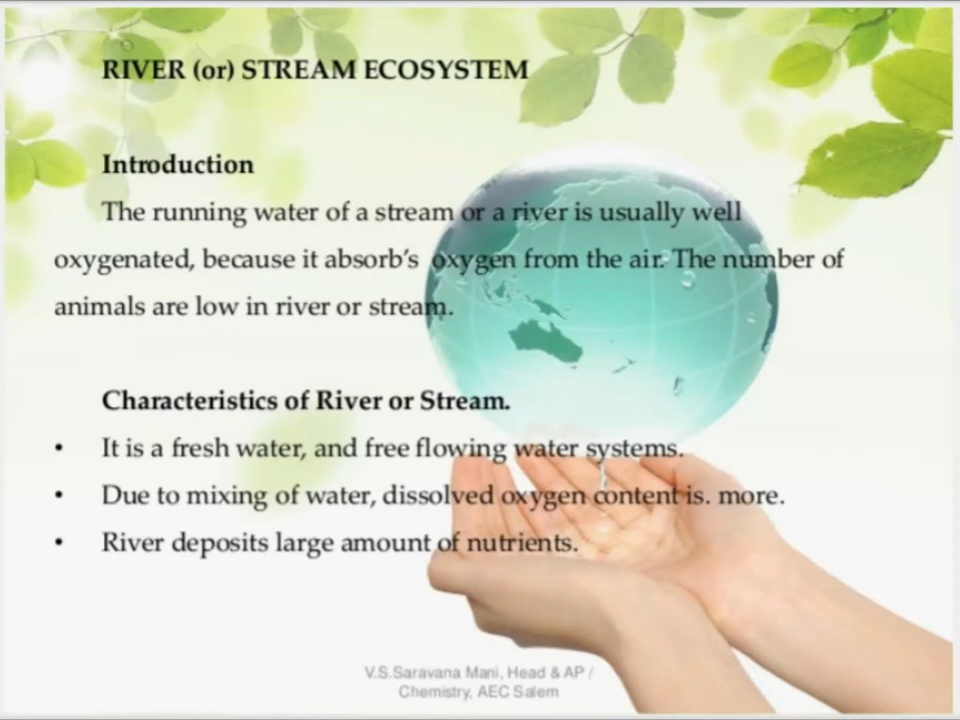 RIVER (or) STREAM ECOSYSTEM
Introduction
The running water of a stream or a river is usually well
oxygenated, because it absorb's oxygen from the air. The number of
animals are low in river or stream.
Characteristics of River or Stream.
• It is a fresh water, and free flowing water systems.
• Due to mixing of water, dissolved oxygen content is. more.
• River deposits large amount of nutrients.
V.S.Saravana Mani, Head & AP /
Chemistry, AEC Salem